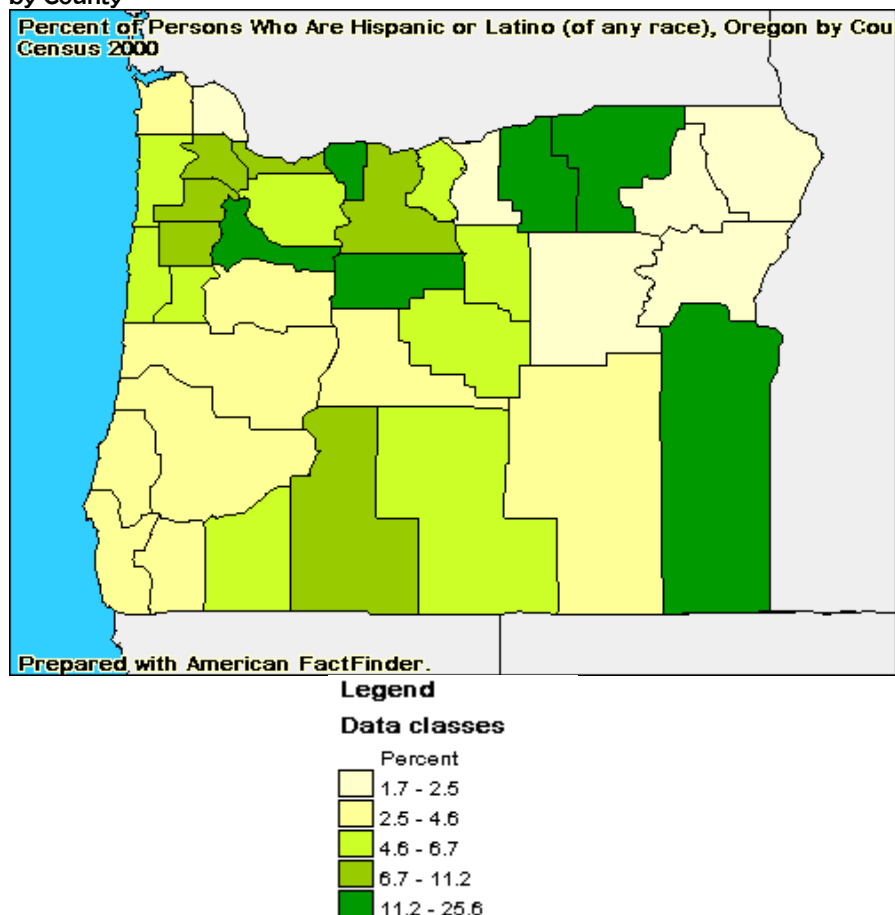 by County
Percent of Persons Who Are Hispanic or Latino (of any race), Oregon by Cou
Census 2000
Prepared with American FactFinder.
Legend
Data classes
Percent
1.7 - 2.5
2.5 - 4.6
4.6 - 6.7
6.7 - 11.2
11.2 - 25.6